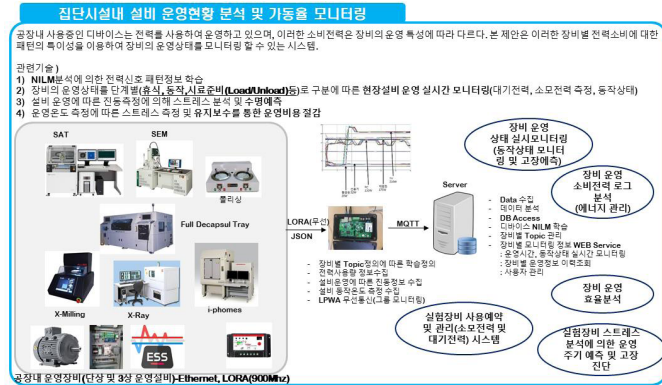 집단시설내 설비 운영현황 분석 및 가동율 모니터링
공장내 사용중인 디바이스는 전력를 사용하여 운영하고 있으며, 이러한 소비전력은 장비의 운영 특성에 따라 다르다. 본 제안은 이러한 장비별 전력소비에 대한
패턴의 특이성을 이용하여 장비의 운영상태를 모니터링 할 수 있는 시스템.
관련기술 )
1) NILM분석에 의한 전력신호 패턴정보 학습
2) 장비의 운영상태를 단계별(휴식,동작,시료준비(Load/Unload)등)로 구분에 따른 현장설비 운영 실시간 모니터링(대기전력, 소모전력 측정, 동작상태)
3) 설비 운영에 따른 진동측정에 의해 스트레스 분석 및 수명예측
4) 운영온도 측정에 따른 스트레스 측정 및 유지보수를 통한 운영비용 절감
SAT
SEM
폴리싱
Full Decapsul Tray
X-Milling
X-Ray
i-phomes
ESS
공장내 운영장비(단상 및 3상 운영설비)-Ethernet, LORA(900Mhz)
LORA(무선)
JSON
MQTT
- 장비별 Topic정의에 따른 학습정의
- 전력사용량 정보수집
- 설비운영에 따른 진동정보 수집
- 설비 동작온도 측정 수집
- LPWA 무선통신(그룹 모니터링)
Server
- Data 수집
- 데이터 분석
- DB Access
- 디바이스 NILM 학습
- 장비별 Topic 관리
- 장비별 모니터링 정보 WEB Service
: 운영시간, 동작상태 실시간 모니터링
: 장비별 운영정보 이력조회
: 사용자 관리
장비 운영
상태 실시모니터링
(동작상태 모니터
링 및 고장예측)
장비 운영
소비전력 로그
분석
(에너지 관리)
장비 운영
효율분석
실험장비 사용예약
및 관리(소모전력 및
대기전력) 시스템
실험장비 스트레스
분석에 의한 운영
주기 예측 및 고장
진단